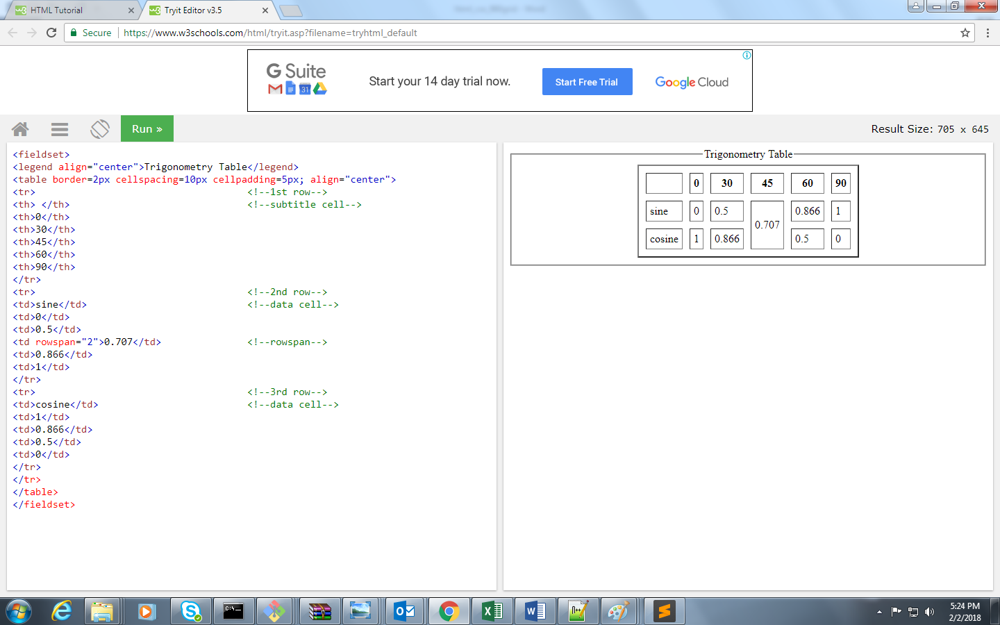 HTML Tutorial
Tryit Editor v3.5
Secure https://www.w3schools.com/html/tryit.asp?filename=tryhtml_default
G Suite
31
Start your 14 day trial now.
Start Free Trial
Google Cloud
Run »
Result Size: 705 x 645
<fieldset>
<legend align="center">Trigonometry Table</legend>
<table border=2px cellspacing=10px cellpadding=5px; align="center">
<tr> <!--1st row-->
<th> </th> <!--subtitle cell-->
<th>0</th>
<th>30</th>
<th>45</th>
<th>60</th>
<th>90</th>
</tr>
<tr> <!--2nd row-->
<td>sine</td> <!--data cell-->
<td>0</td>
<td>0.5</td>
<td rowspan="2">0.707</td> <!--rowspan-->
<td>0.866</td>
<td>1</td>
</tr>
<tr> <!--3rd row-->
<td>cosine</td> <!--data cell-->
<td>1</td>
<td>0.866</td>
<td>0.5</td>
<td>0</td>
</tr>
</tr>
</table>
</fieldset>
Trigonometry Table
0 30 45 60 90
sine 0 0.5 0.707 0.866 1
cosine 1 0.866 0.5 0
5:24 PM
2/2/2018